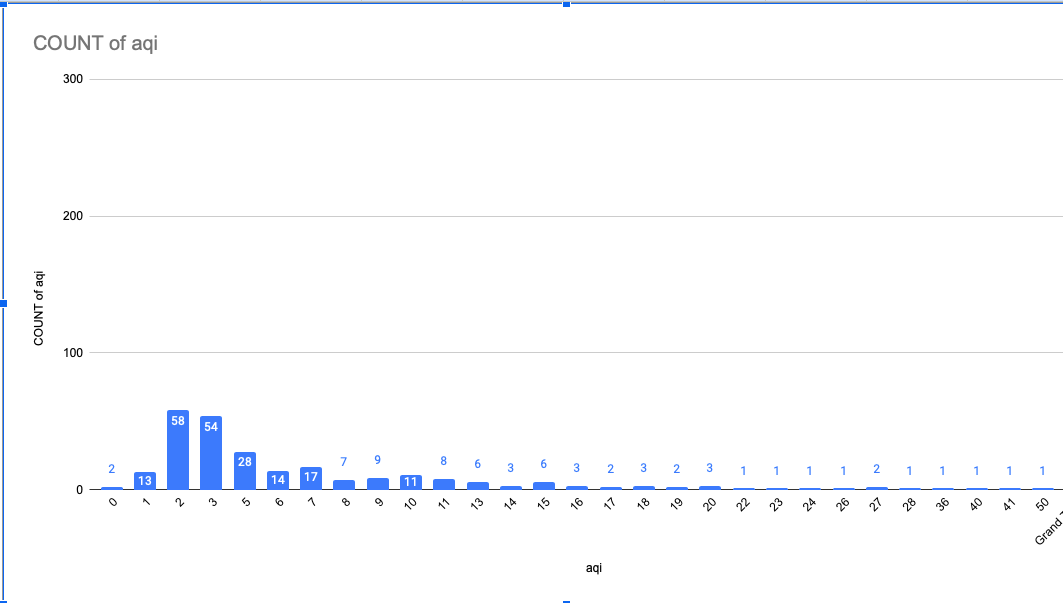 COUNT of aqi
300
200
100
0
COUNT of aqi
2 13 58 54 28 14 17 7 9 11 8 6 3 6 3 2 3 2 3 1 1 1 1 2 1 1 1 1 1
0 1 2 3 5 6 7 8 9 10 11 13 14 15 16 17 18 19 20 22 23 24 26 27 28 36 40 41 50 Grand
aqi